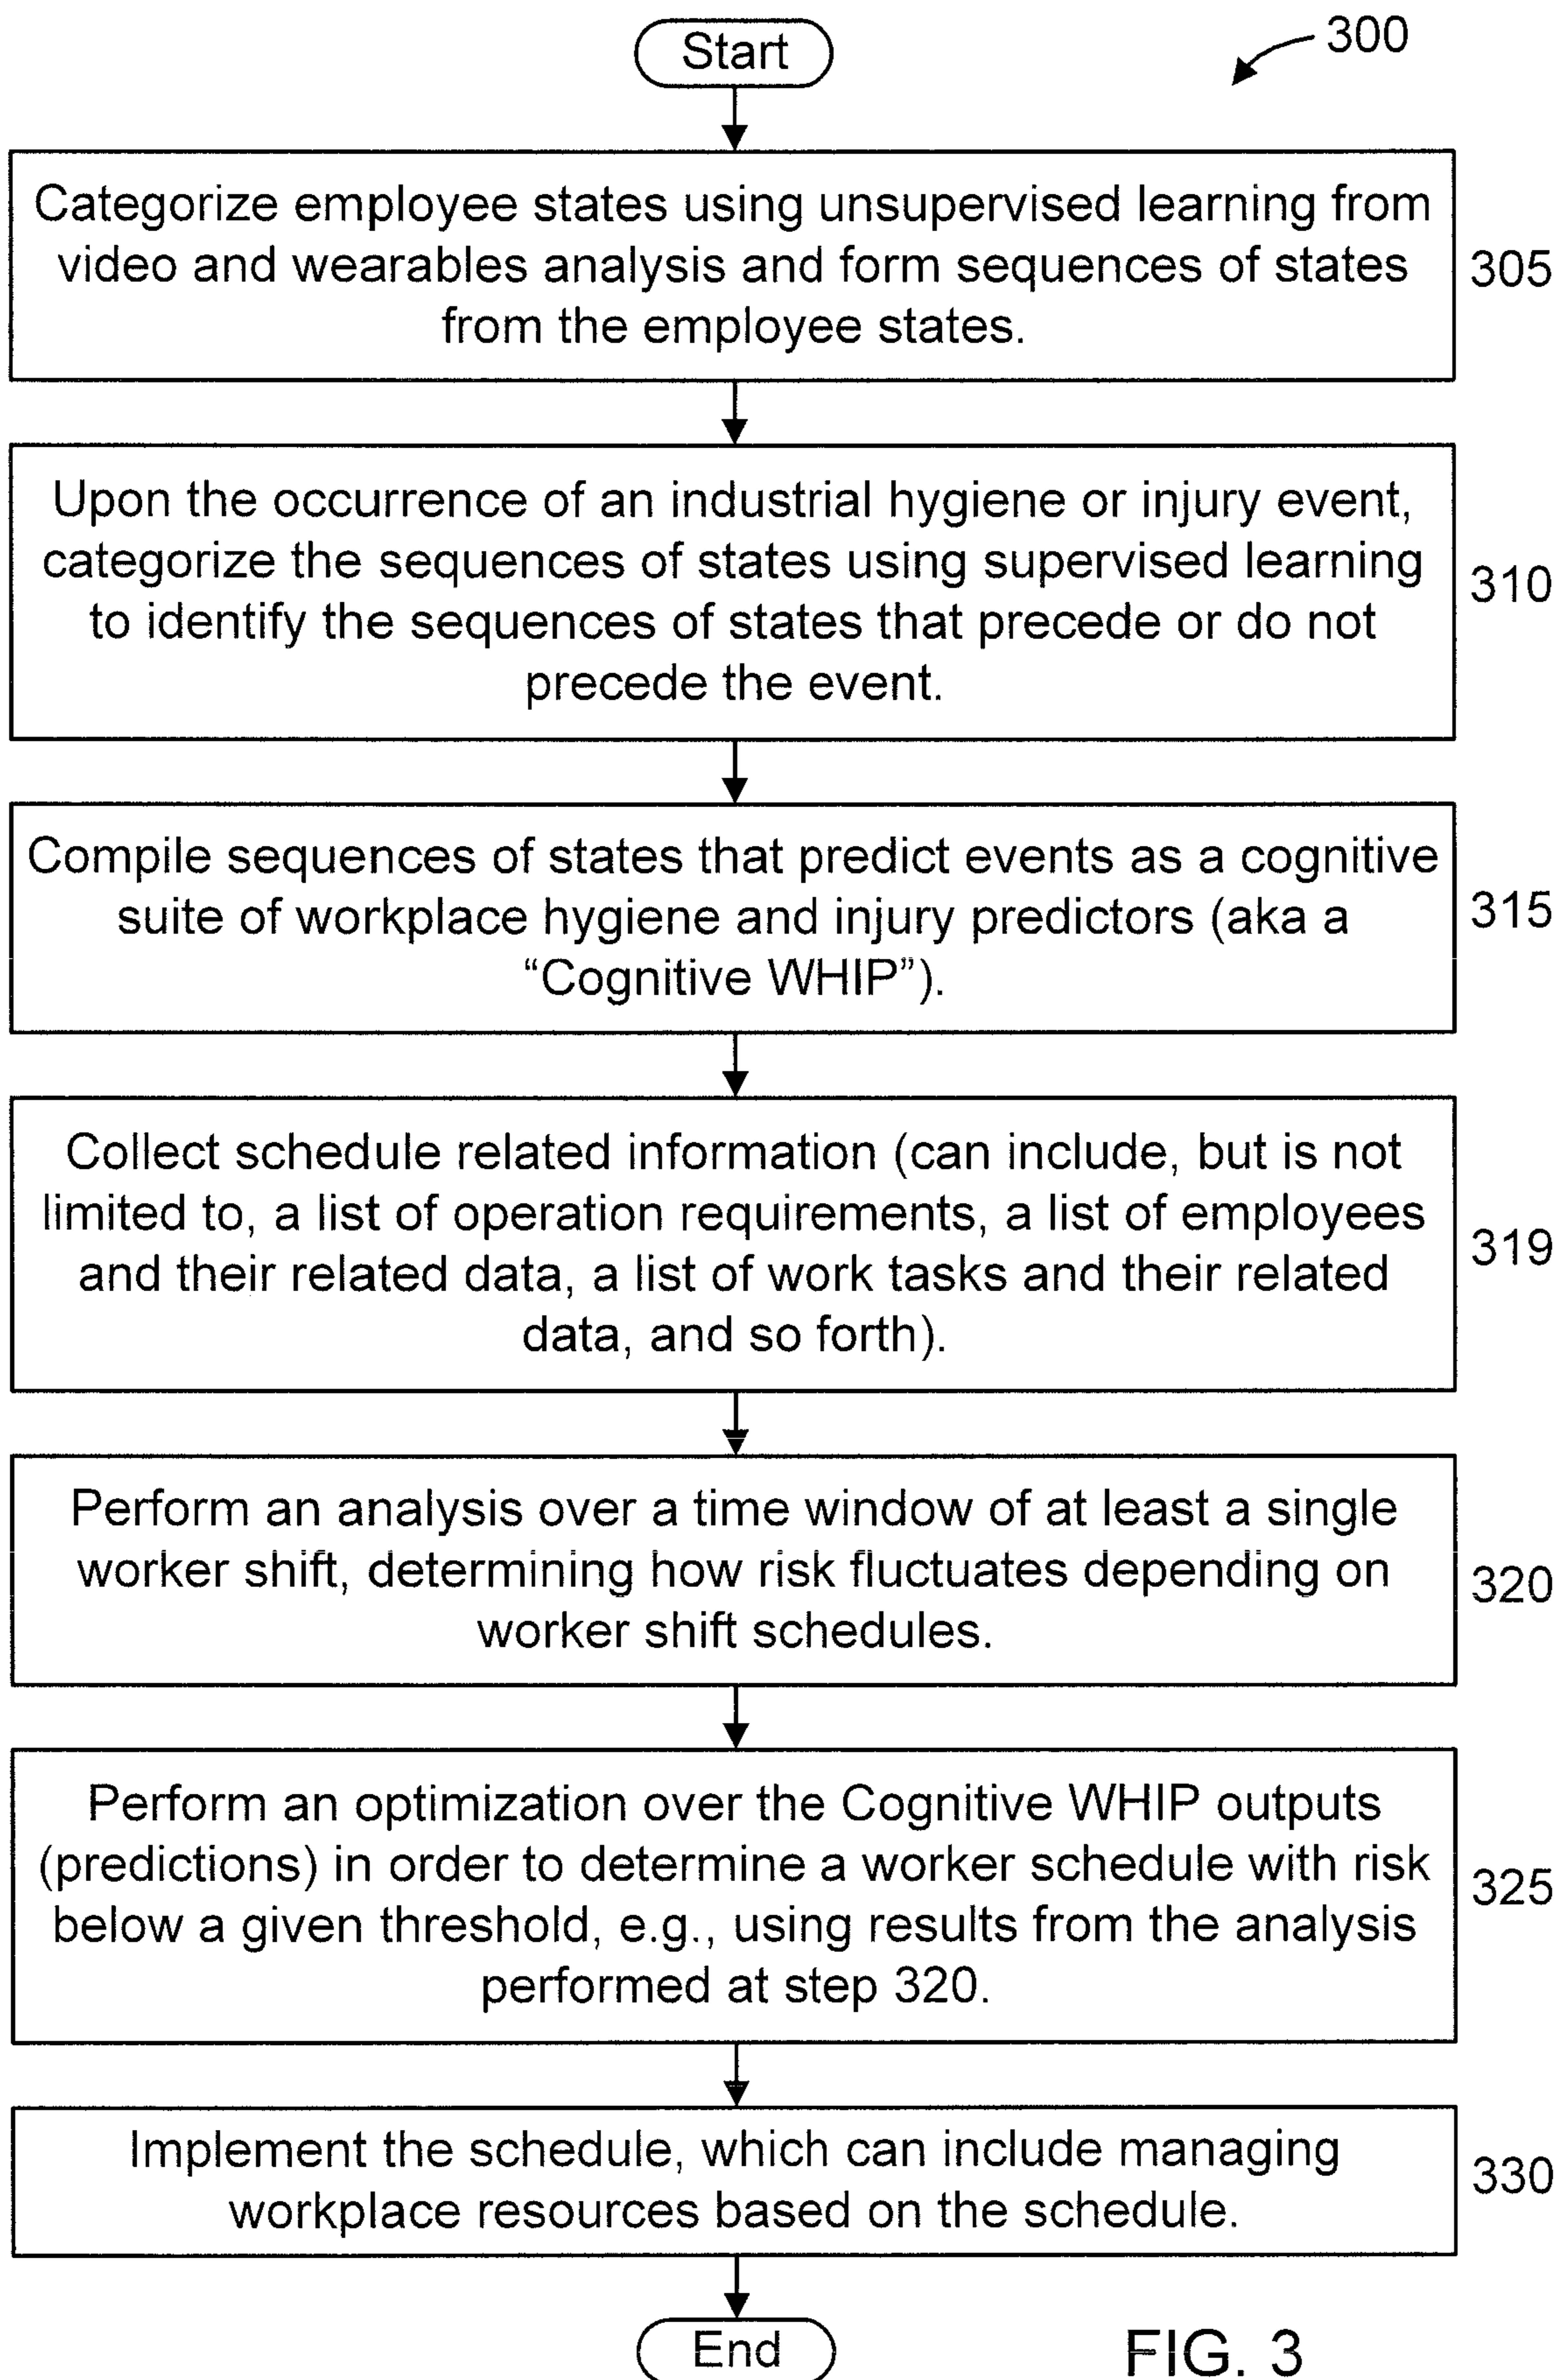 Start
300
Categorize employee states using unsupervised learning from
video and wearables analysis and form sequences of states
from the employee states.
305
Upon the occurrence of an industrial hygiene or injury event,
categorize the sequences of states using supervised learning
to identify the sequences of states that precede or do not
precede the event.
310
Compile sequences of states that predict events as a cognitive
suite of workplace hygiene and injury predictors (aka a
“Cognitive WHIP”).
315
Collect schedule related information (can include, but is not
limited to, a list of operation requirements, a list of employees
and their related data, a list of work tasks and their related
data, and so forth).
319
Perform an analysis over a time window of at least a single
worker shift, determining how risk fluctuates depending on
worker shift schedules.
320
Perform an optimization over the Cognitive WHIP outputs
(predictions) in order to determine a worker schedule with risk
below a given threshold, e.g., using results from the analysis
performed at step 320.
325
Implement the schedule, which can include managing
workplace resources based on the schedule.
330
End
FIG. 3